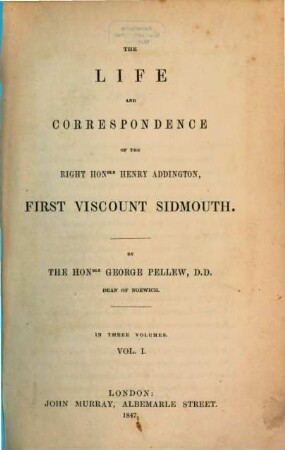 THE
LIFE
AND
CORRESPONDENCE
OF THE
RIGHT HONBLE HENRY ADDINGTON,
FIRST VISCOUNT SIDMOUTH.
BY
THE HONBLE GEORGE PELLEW, D.D.
DEAN OF NORWICH.
IN THREE VOLUMES.
VOL. I.
LONDON:
JOHN MURRAY, ALBEMARLE STREET.
1847.